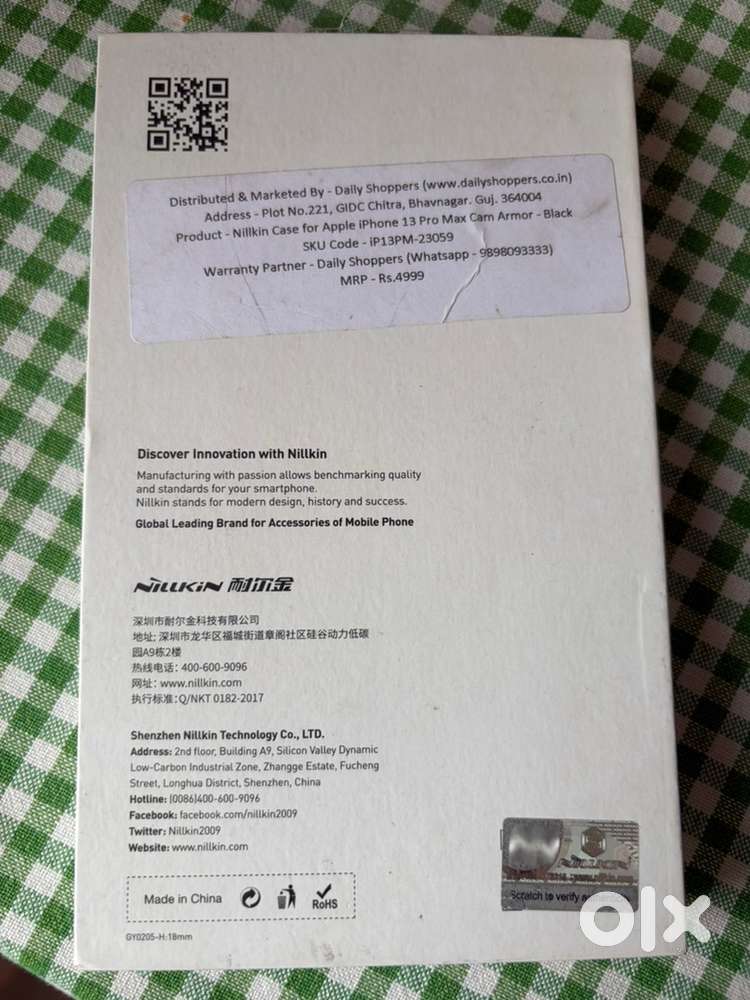 Distributed & Marketed By - Daily Shoppers (www.dailyshoppers.co.in)
Address - Plot No.221, GIDC Chitra, Bhavnagar. Guj. 364004
Product - Nillkin Case for Apple iPhone 13 Pro Max Cam Armor - Black
SKU Code - iP13PM-23059
Warranty Partner - Daily Shoppers (Whatsapp - 9898093333)
MRP - Rs.4999
Discover Innovation with Nillkin
Manufacturing with passion allows benchmarking quality
and standards for your smartphone.
Nillkin stands for modern design, history and success.
Global Leading Brand for Accessories of Mobile Phone
NILLKIN 耐尔金
深圳市耐尔金科技有限公司
地址: 深圳市龙华区福城街道章阁社区硅谷动力低碳
园A9栋2楼
热线电话: 400-600-9096
网址: www.nillkin.com
执行标准: Q/NKT 0182-2017
Shenzhen Nillkin Technology Co., LTD.
Address: 2nd floor, Building A9, Silicon Valley Dynamic
Low-Carbon Industrial Zone, Zhangge Estate, Fucheng
Street, Longhua District, Shenzhen, China
Hotline: (0086)400-600-9096
Facebook: facebook.com/nillkin2009
Twitter: Nillkin2009
Website: www.nillkin.com
NILLKIN
www.nillkin.com
Scratch to verify
Made in China
RoHS
GY0205-H:18mm
olx